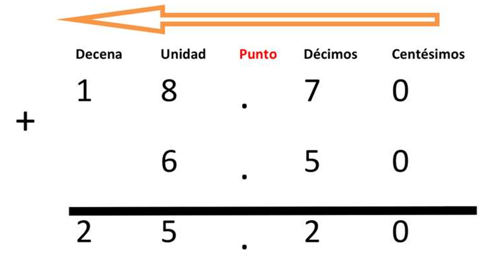 Decena Unidad Punto Décimos Centésimos
1 8 . 7 0
+
6 . 5 0
2 5 . 2 0